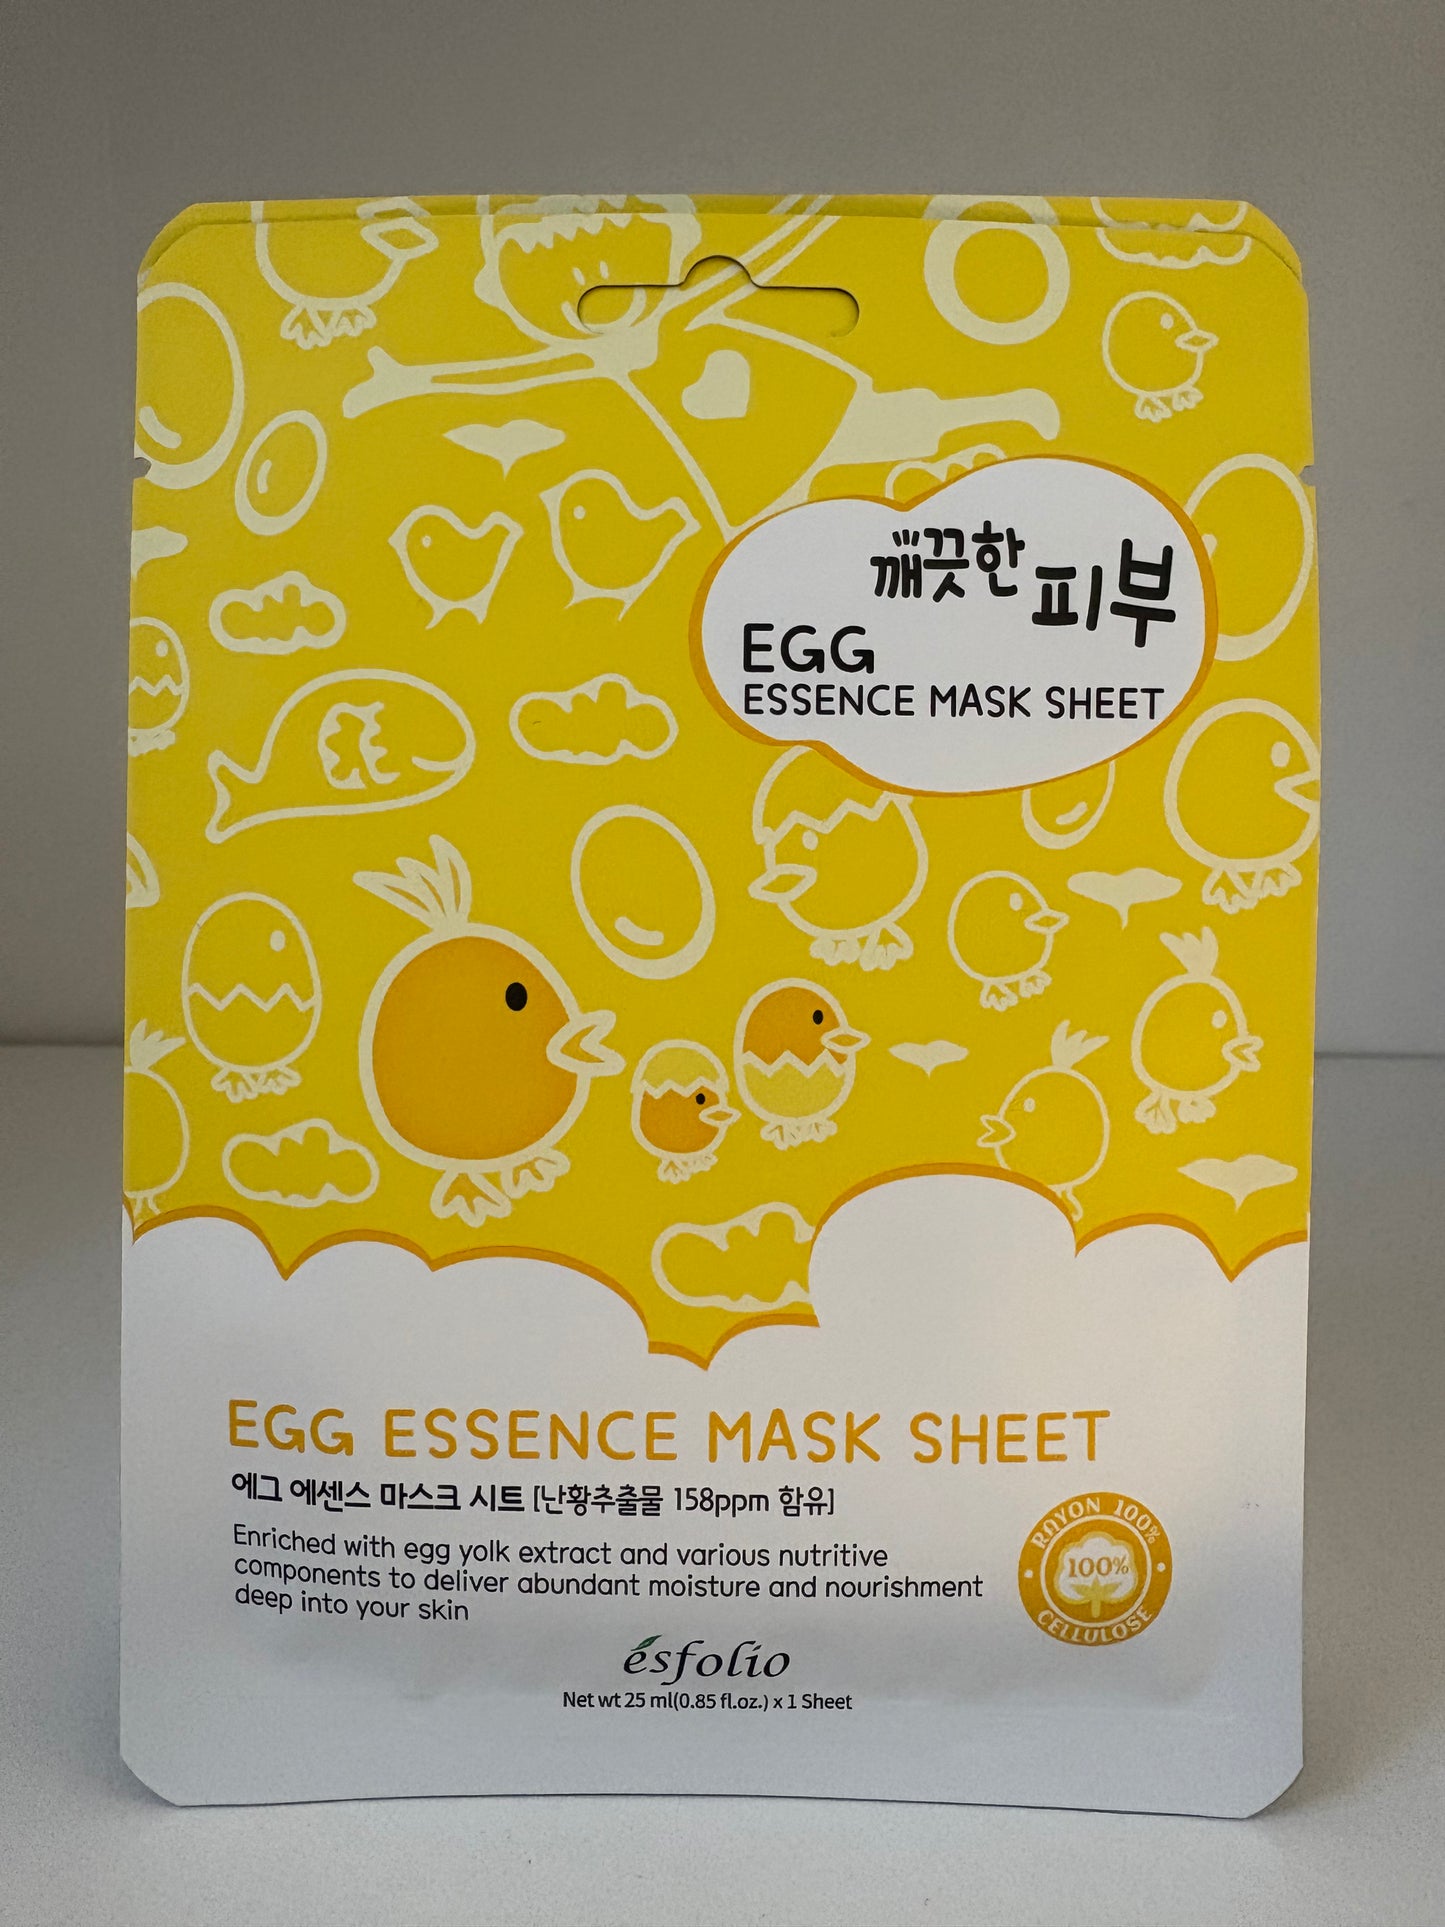 깨끗한 피부
EGG
ESSENCE MASK SHEET
EGG ESSENCE MASK SHEET
에그 에센스 마스크 시트 [난황추출물 158ppm 함유]
Enriched with egg yolk extract and various nutritive
components to deliver abundant moisture and nourishment
deep into your skin
RAYON 100%
100%
CELLULOSE
ésfolio
Net wt 25 ml(0.85 fl.oz.) x 1 Sheet